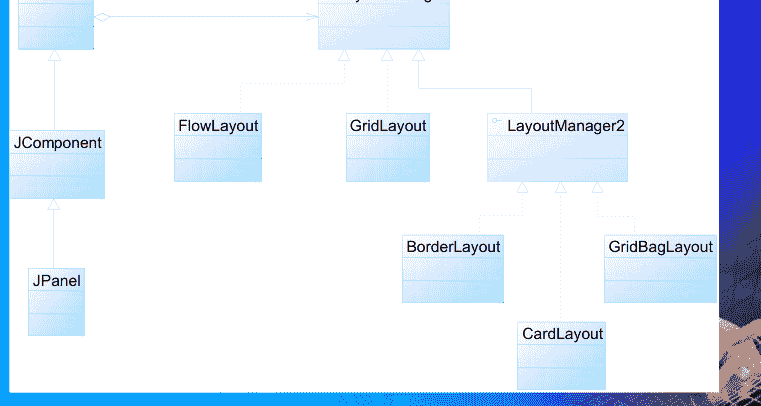 FlowLayout
GridLayout
LayoutManager2
JComponent
BorderLayout
GridBagLayout
JPanel
CardLayout